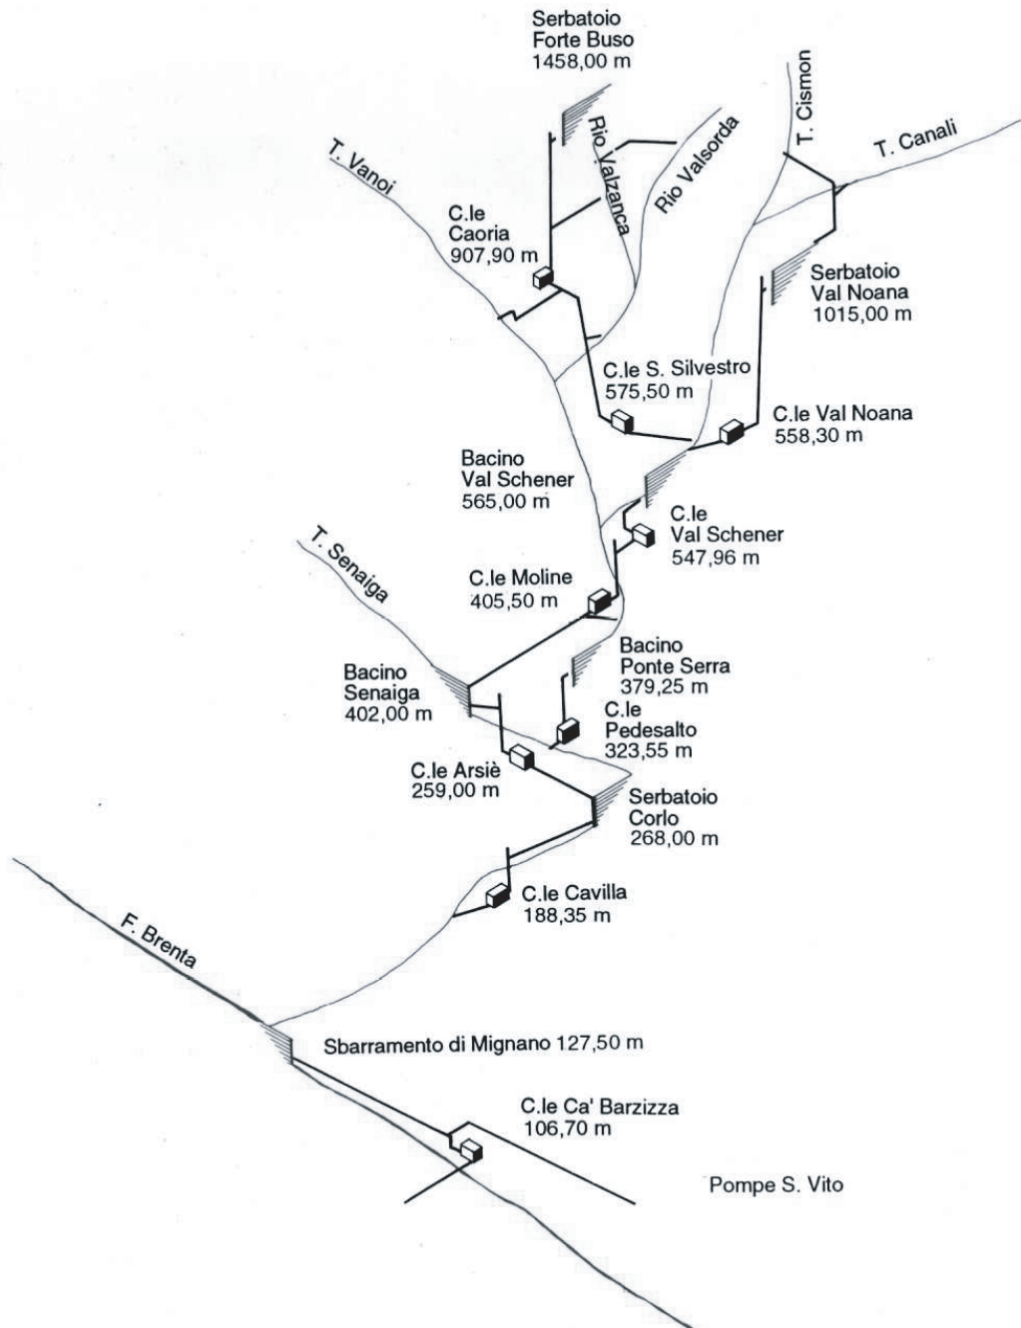 Serbatoio
Forte Buso
1458,00 m
T. Cismon
T. Canali
Rio Valzanca
Rio Valsorda
T. Vanoi
C.le
Caoria
907,90 m
Serbatoio
Val Noana
1015,00 m
C.le S. Silvestro
575,50 m
C.le Val Noana
558,30 m
Bacino
Val Schener
565,00 m
C.le
Val Schener
547,96 m
T. Senaiga
C.le Moline
405,50 m
Bacino
Ponte Serra
379,25 m
Bacino
Senaiga
402,00 m
C.le
Pedesalto
323,55 m
C.le Arsiè
259,00 m
Serbatoio
Corlo
268,00 m
C.le Cavilla
188,35 m
F. Brenta
Sbarramento di Mignano 127,50 m
C.le Ca' Barzizza
106,70 m
Pompe S. Vito